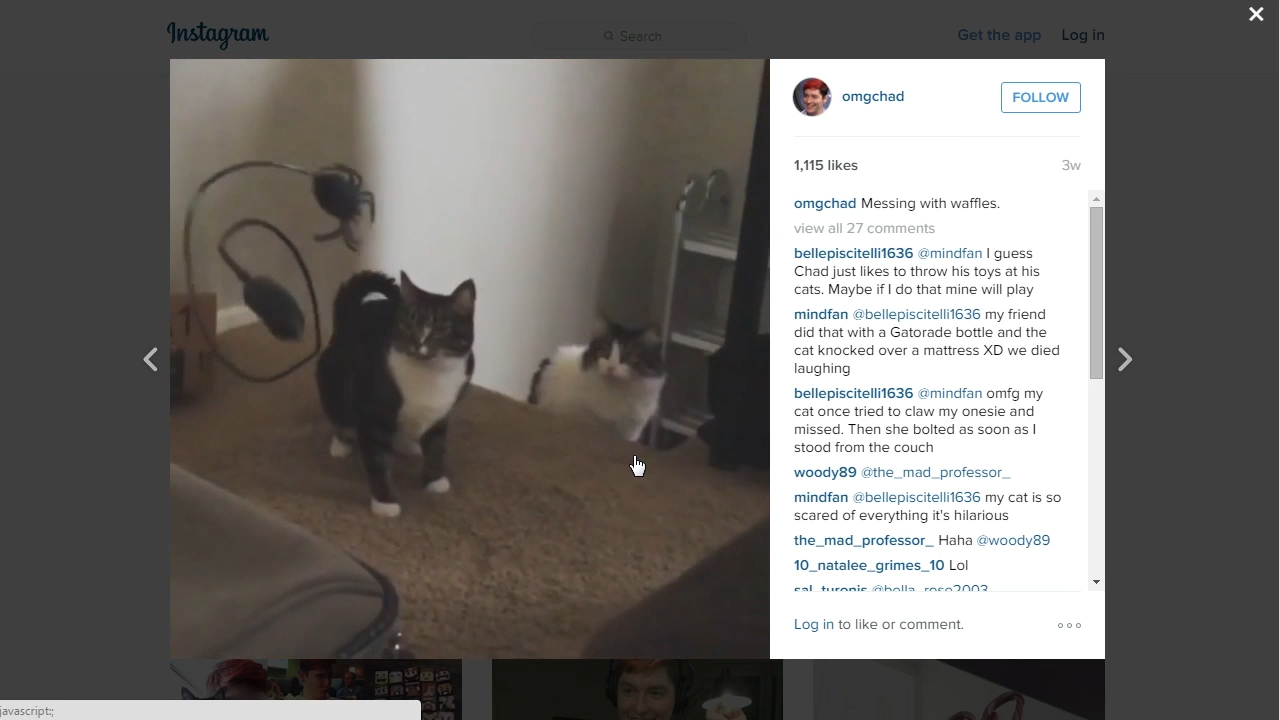 Instagram
Search
Get the app
Log in
omgchad
FOLLOW
1,115 likes
3w
omgchad Messing with waffles.
view all 27 comments
bellepiscitelli1636 @mindfan I guess
Chad just likes to throw his toys at his
cats. Maybe if I do that mine will play
mindfan @bellepiscitelli1636 my friend
did that with a Gatorade bottle and the
cat knocked over a mattress XD we died
laughing
bellepiscitelli1636 @mindfan omfg my
cat once tried to claw my onesie and
missed. Then she bolted as soon as I
stood from the couch
woody89 @the_mad_professor_
mindfan @bellepiscitelli1636 my cat is so
scared of everything it's hilarious
the_mad_professor_ Haha @woody89
10_natalee_grimes_10 Lol
sal_turonis @bella_rose2003
Log in to like or comment.
javascript:;